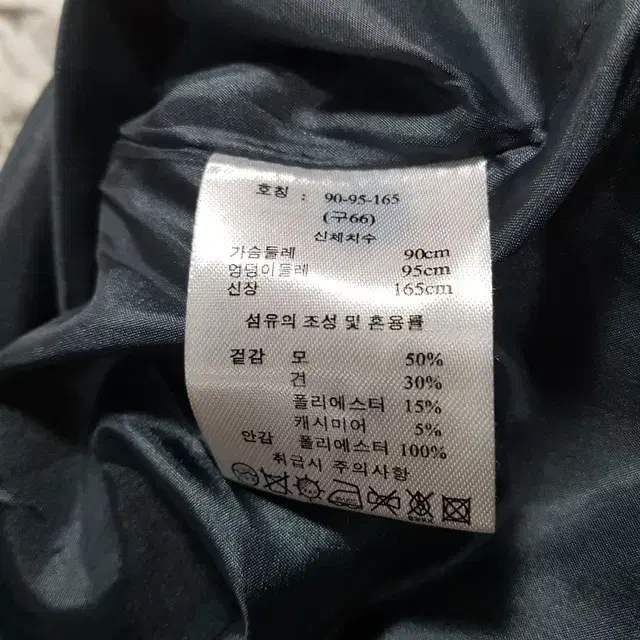 호칭 : 90-95-165
(구66)
신체치수
가슴둘레 90cm
엉덩이둘레 95cm
신장 165cm
섬유의 조성 및 혼용률
겉감 모 50%
견 30%
폴리에스터 15%
캐시미어 5%
안감 폴리에스터 100%
취급시 주의사항